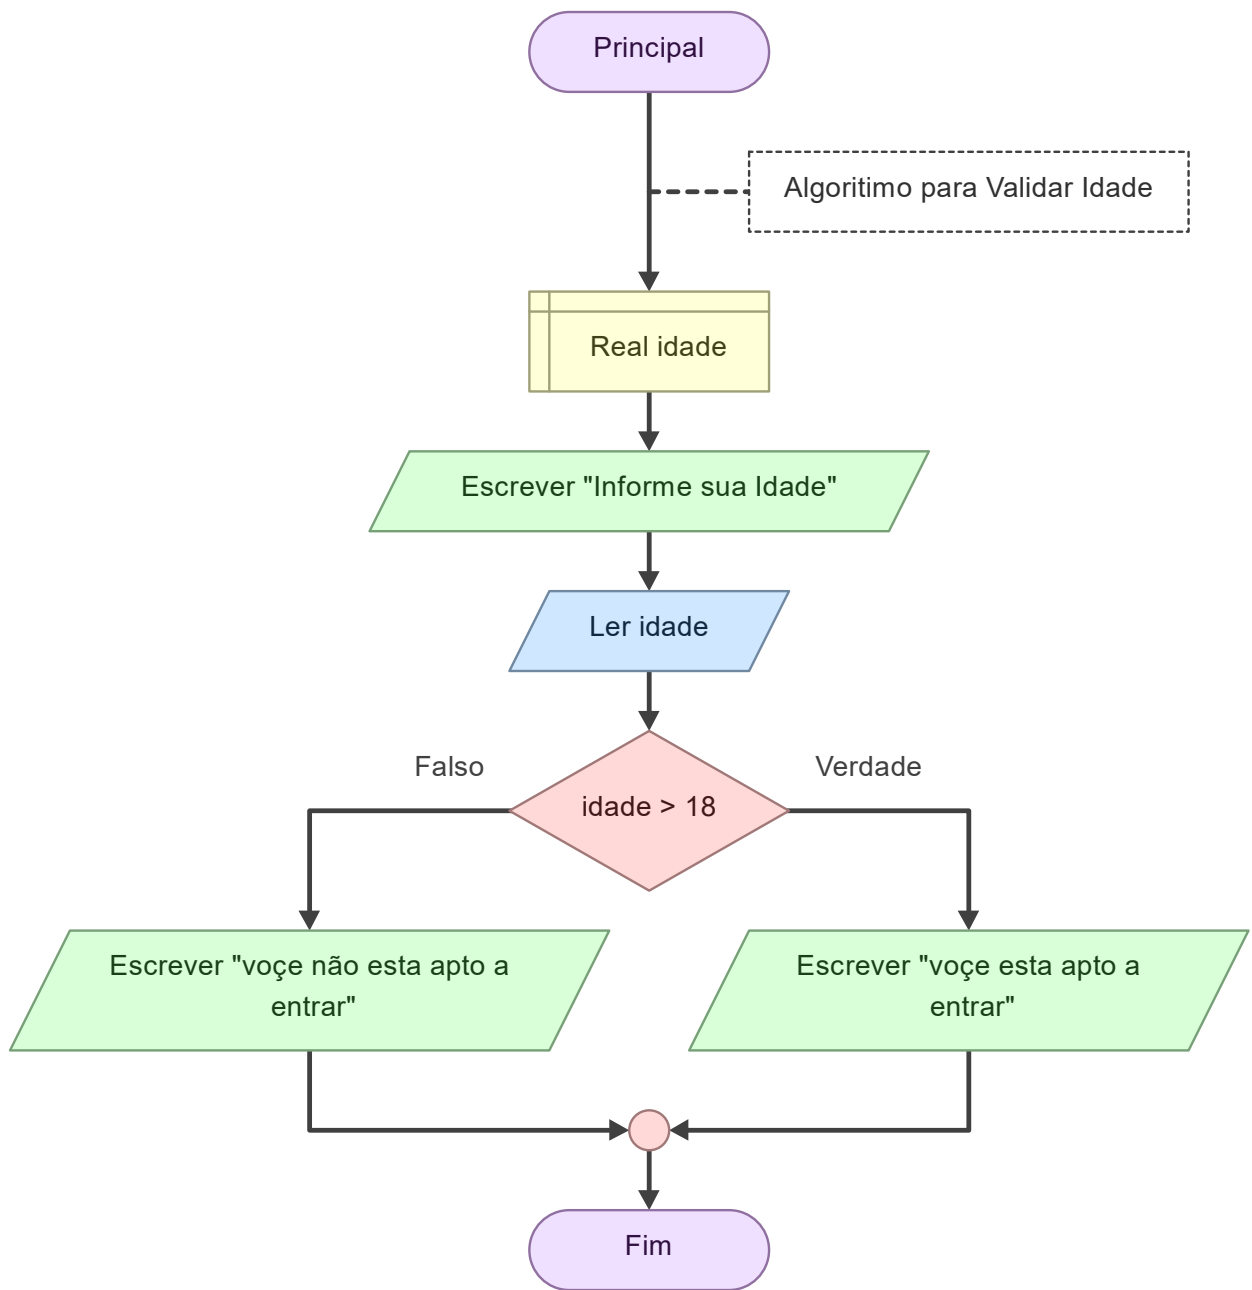 Principal
Algoritimo para Validar Idade
Real idade
Escrever "Informe sua Idade"
Ler idade
Falso
idade > 18
Verdade
Escrever "voçe não esta apto a
entrar"
Escrever "voçe esta apto a
entrar"
Fim